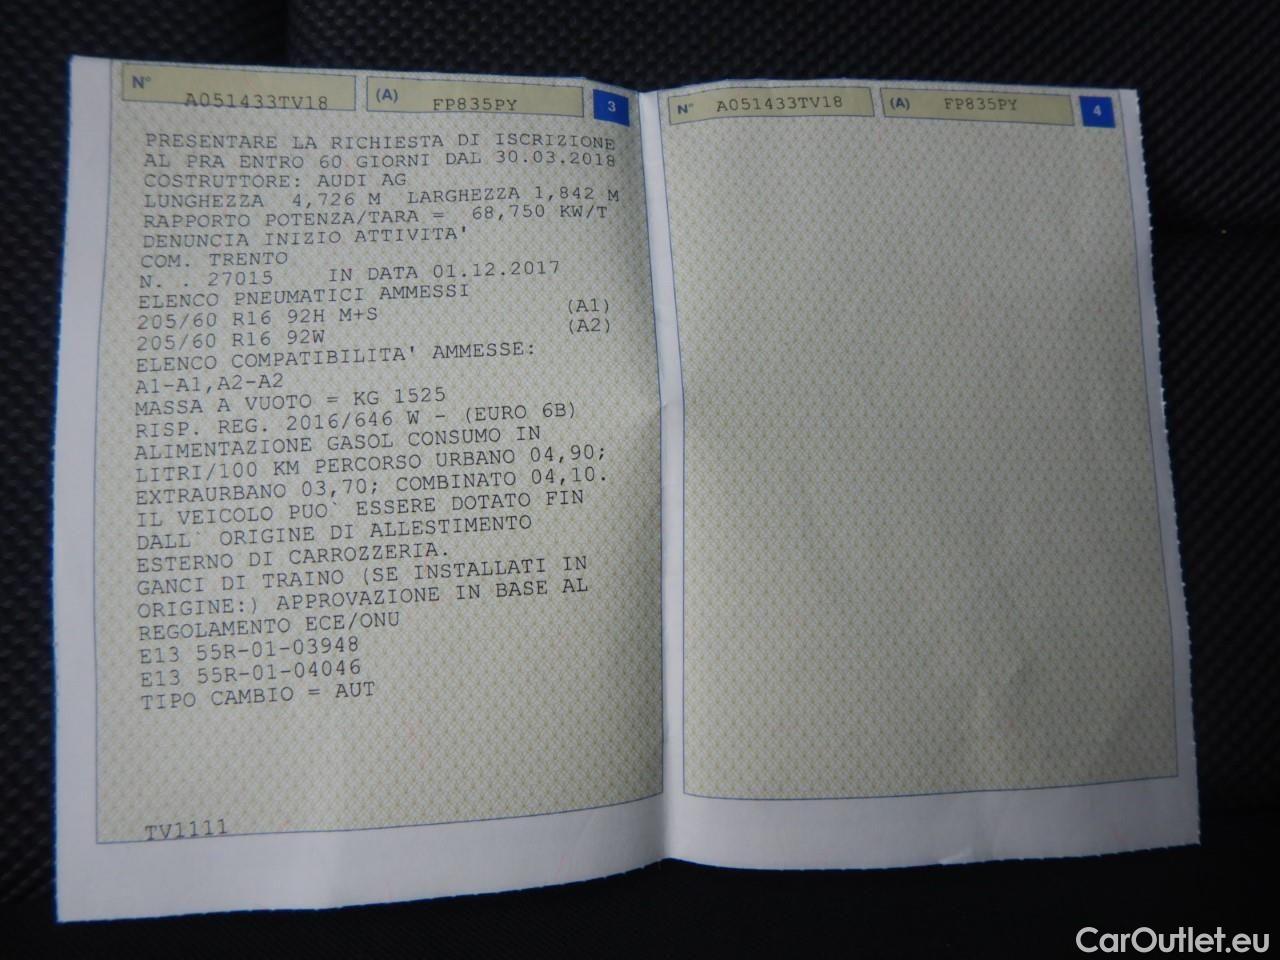 N° A051433TV18 (A) FP835PY 3
PRESENTARE LA RICHIESTA DI ISCRIZIONE
AL PRA ENTRO 60 GIORNI DAL 30.03.2018
COSTRUTTORE: AUDI AG
LUNGHEZZA 4,726 M LARGHEZZA 1,842 M
RAPPORTO POTENZA/TARA = 68,750 KW/T
DENUNCIA INIZIO ATTIVITA'
COM. TRENTO
N. . 27015 IN DATA 01.12.2017
ELENCO PNEUMATICI AMMESSI
205/60 R16 92H M+S (A1)
205/60 R16 92W (A2)
ELENCO COMPATIBILITA' AMMESSE:
A1-A1,A2-A2
MASSA A VUOTO = KG 1525
RISP. REG. 2016/646 W - (EURO 6B)
ALIMENTAZIONE GASOL CONSUMO IN
LITRI/100 KM PERCORSO URBANO 04,90;
EXTRAURBANO 03,70; COMBINATO 04,10.
IL VEICOLO PUO` ESSERE DOTATO FIN
DALL` ORIGINE DI ALLESTIMENTO
ESTERNO DI CARROZZERIA.
GANCI DI TRAINO (SE INSTALLATI IN
ORIGINE:) APPROVAZIONE IN BASE AL
REGOLAMENTO ECE/ONU
E13 55R-01-03948
E13 55R-01-04046
TIPO CAMBIO = AUT
TV1111
N° A051433TV18 (A) FP835PY 4
CarOutlet.eu